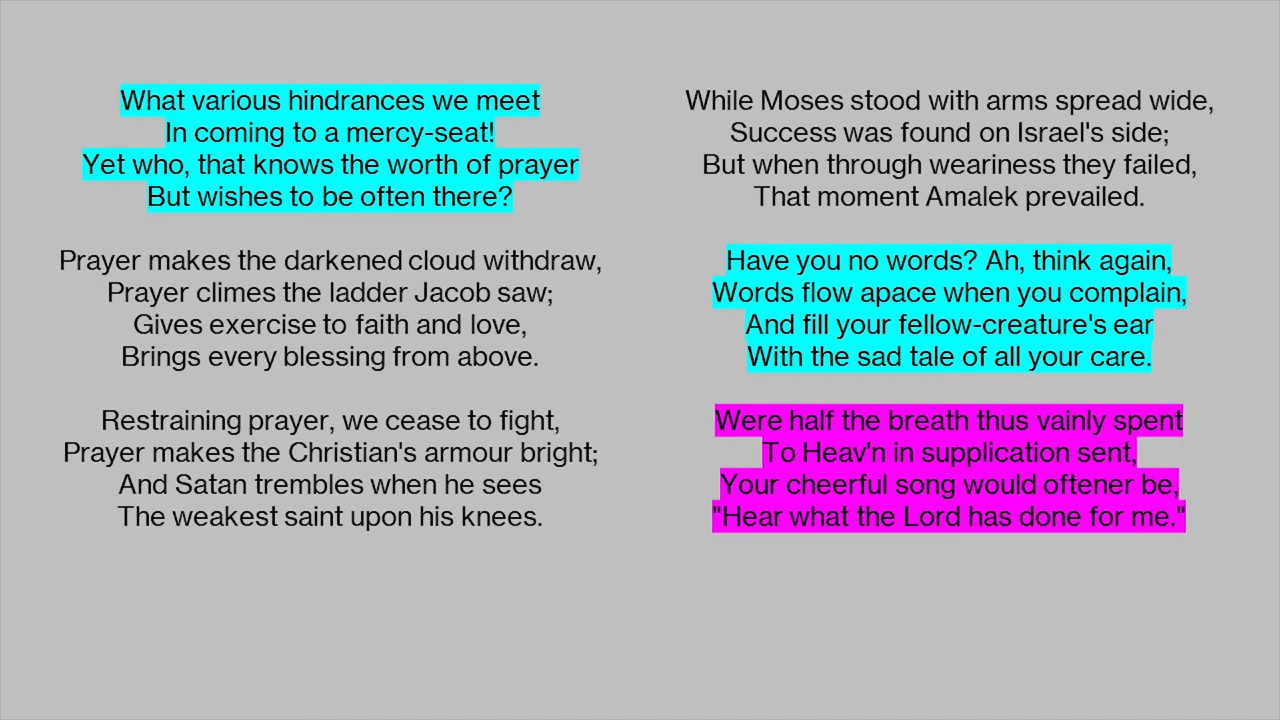 What various hindrances we meet
In coming to a mercy-seat!
Yet who, that knows the worth of prayer
But wishes to be often there?
Prayer makes the darkened cloud withdraw,
Prayer climes the ladder Jacob saw;
Gives exercise to faith and love,
Brings every blessing from above.
Restraining prayer, we cease to fight,
Prayer makes the Christian's armour bright;
And Satan trembles when he sees
The weakest saint upon his knees.
While Moses stood with arms spread wide,
Success was found on Israel's side;
But when through weariness they failed,
That moment Amalek prevailed.
Have you no words? Ah, think again,
Words flow apace when you complain,
And fill your fellow-creature's ear
With the sad tale of all your care.
Were half the breath thus vainly spent
To Heav'n in supplication sent,
Your cheerful song would oftener be,
"Hear what the Lord has done for me."